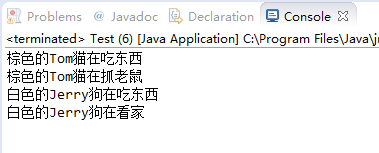 Problems @ Javadoc Declaration Console
<terminated> Test (6) [Java Application] C:\Program Files\Java\
棕色的Tom猫在吃东西
棕色的Tom猫在抓老鼠
白色的Jerry狗在吃东西
白色的Jerry狗在看家